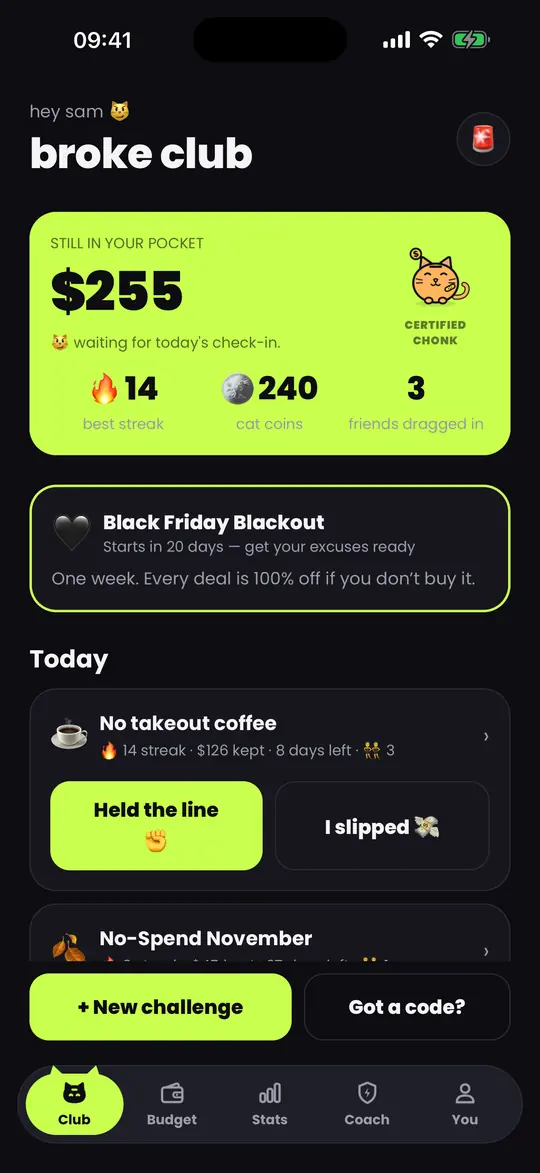 09:41
hey sam 😼
broke club
STILL IN YOUR POCKET
$255
😼 waiting for today's check-in.
CERTIFIED
CHONK
🔥 14
240
3
best streak
cat coins
friends dragged in
🖤 Black Friday Blackout
Starts in 20 days — get your excuses ready
One week. Every deal is 100% off if you don’t buy it.
Today
☕ No takeout coffee
🔥 14 streak · $126 kept · 8 days left · 👯 3
Held the line
✊
I slipped 💸
🍂 No-Spend November
+ New challenge
Got a code?
Club
Budget
Stats
Coach
You